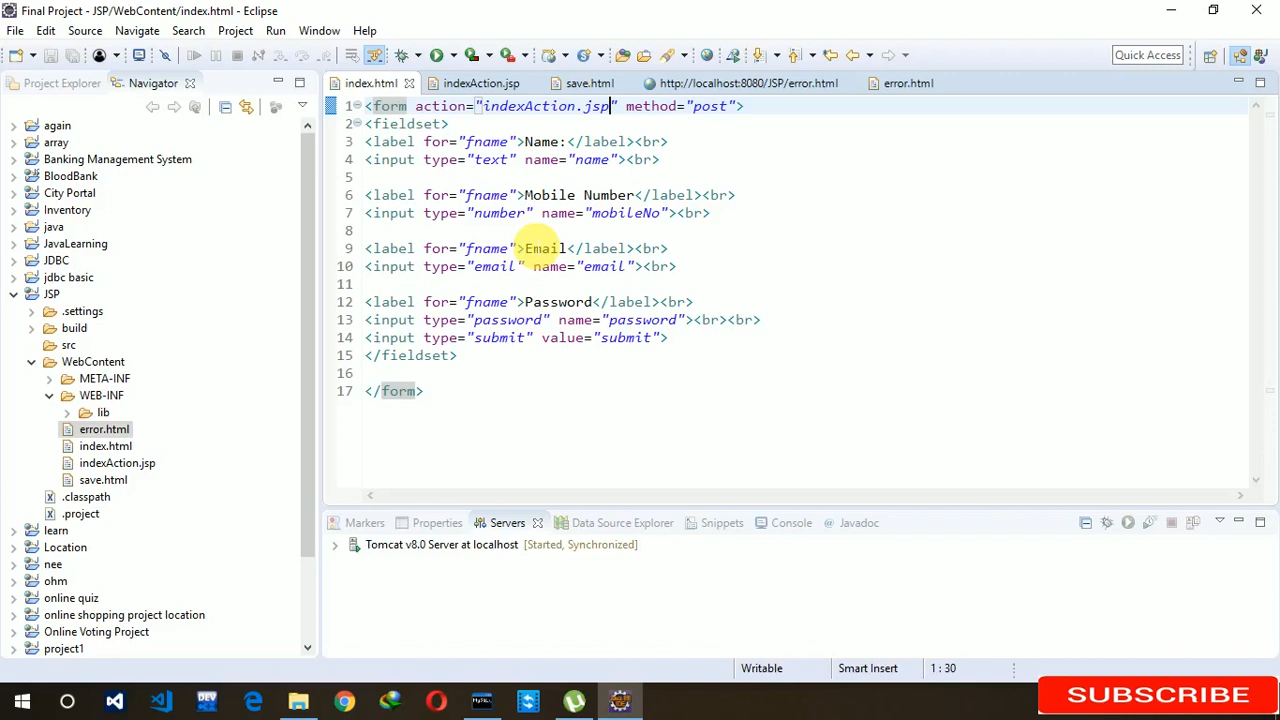 Final Project - JSP/WebContent/index.html - Eclipse
File Edit Source Navigate Search Project Run Window Help
Quick Access
Project Explorer Navigator
index.html indexAction.jsp save.html http://localhost:8080/JSP/error.html error.html
again
array
Banking Management System
BloodBank
City Portal
Inventory
java
JavaLearning
JDBC
jdbc basic
JSP
.settings
build
src
WebContent
META-INF
WEB-INF
lib
error.html
index.html
indexAction.jsp
save.html
.classpath
.project
learn
Location
nee
ohm
online quiz
online shopping project location
Online Voting Project
project1
1 <form action="indexAction.jsp" method="post">
2 <fieldset>
3 <label for="fname">Name:</label><br>
4 <input type="text" name="name"><br>
5
6 <label for="fname">Mobile Number</label><br>
7 <input type="number" name="mobileNo"><br>
8
9 <label for="fname">Email</label><br>
10 <input type="email" name="email"><br>
11
12 <label for="fname">Password</label><br>
13 <input type="password" name="password"><br><br>
14 <input type="submit" value="submit">
15 </fieldset>
16
17 </form>
Markers Properties Servers Data Source Explorer Snippets Console Javadoc
Tomcat v8.0 Server at localhost [Started, Synchronized]
Writable Smart Insert 1 : 30
SUBSCRIBE